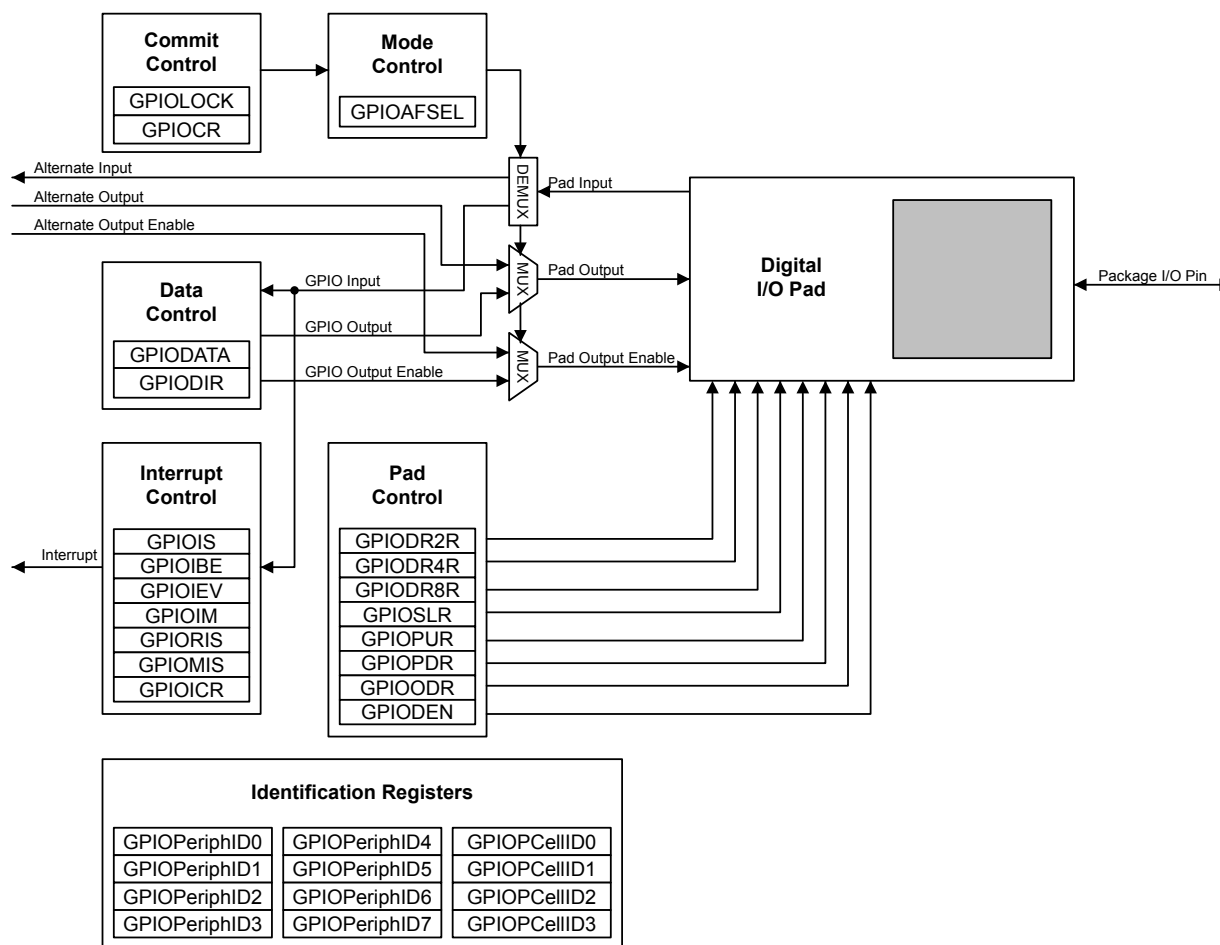 Commit
Control
GPIOLOCK
GPIOCR
Mode
Control
GPIOAFSEL
Alternate Input
Alternate Output
Alternate Output Enable
DEMUX
Pad Input
MUX
Pad Output
MUX
Pad Output Enable
Digital
I/O Pad
Package I/O Pin
Data
Control
GPIODATA
GPIODIR
GPIO Input
GPIO Output
GPIO Output Enable
Interrupt
Control
GPIOIS
GPIOIBE
GPIOIEV
GPIOIM
GPIORIS
GPIOMIS
GPIOICR
Interrupt
Pad
Control
GPIODR2R
GPIODR4R
GPIODR8R
GPIOSLR
GPIOPUR
GPIOPDR
GPIOODR
GPIODEN
Identification Registers
GPIOPeriphID0
GPIOPeriphID1
GPIOPeriphID2
GPIOPeriphID3
GPIOPeriphID4
GPIOPeriphID5
GPIOPeriphID6
GPIOPeriphID7
GPIOPCellID0
GPIOPCellID1
GPIOPCellID2
GPIOPCellID3